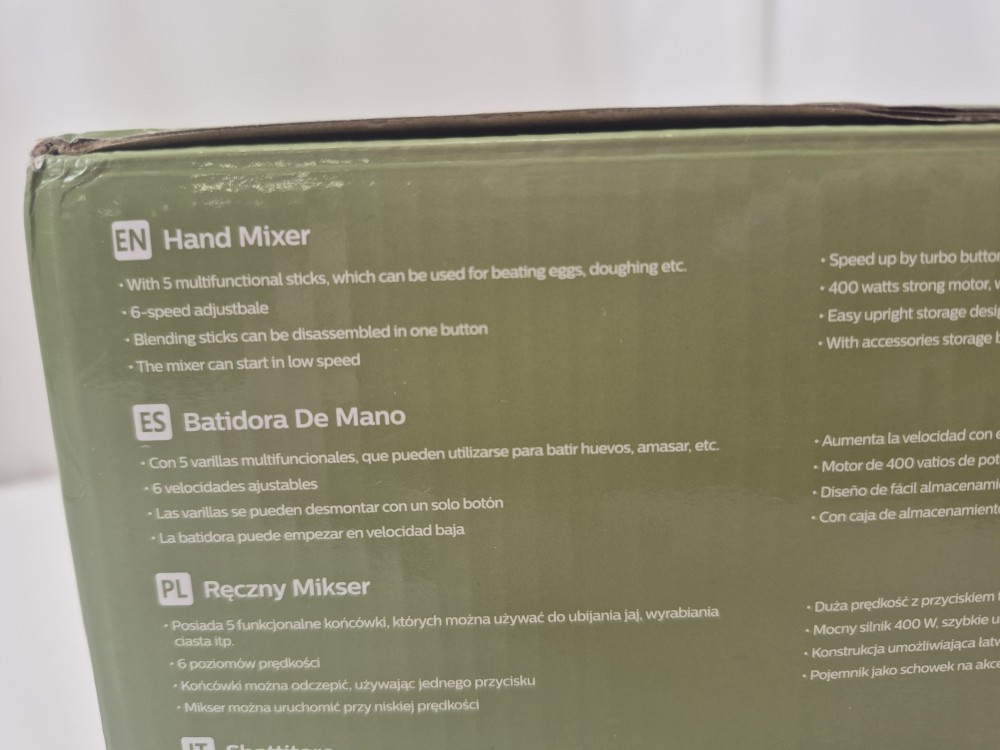 EN Hand Mixer
• With 5 multifunctional sticks, which can be used for beating eggs, doughing etc.
• 6-speed adjustbale
• Blending sticks can be disassembled in one button
• The mixer can start in low speed
• Speed up by turbo button
• 400 watts strong motor,
• Easy upright storage
• With accessories storage
ES Batidora De Mano
• Con 5 varillas multifuncionales, que pueden utilizarse para batir huevos, amasar, etc.
• 6 velocidades ajustables
• Las varillas se pueden desmontar con un solo botón
• La batidora puede empezar en velocidad baja
• Aumenta la velocidad con
• Motor de 400 vatios de
• Diseño de fácil
• Con caja de
PL Ręczny Mikser
• Posiada 5 funkcjonalne końcówki, których można używać do ubijania jaj, wyrabiania
ciasta itp.
• 6 poziomów prędkości
• Końcówki można odczepić, używając jednego przycisku
• Mikser można uruchomić przy niskiej prędkości
• Duża prędkość z przyciskiem
• Mocny silnik 400 W, szybkie
• Konstrukcja umożliwiająca
• Pojemnik jako schowek na